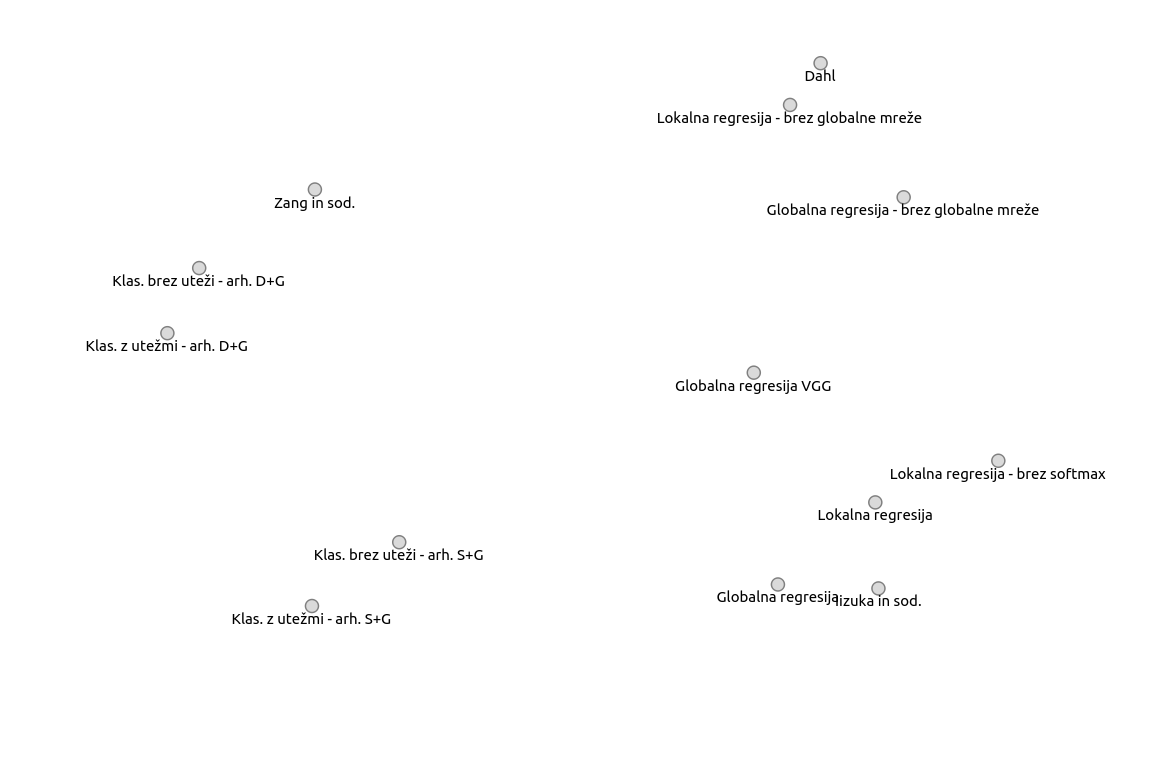 Dahl
Lokalna regresija - brez globalne mreže
Zang in sod.
Globalna regresija - brez globalne mreže
Klas. brez uteži - arh. D+G
Klas. z utežmi - arh. D+G
Globalna regresija VGG
Lokalna regresija - brez softmax
Lokalna regresija
Klas. brez uteži - arh. S+G
Globalna regresija
Iizuka in sod.
Klas. z utežmi - arh. S+G